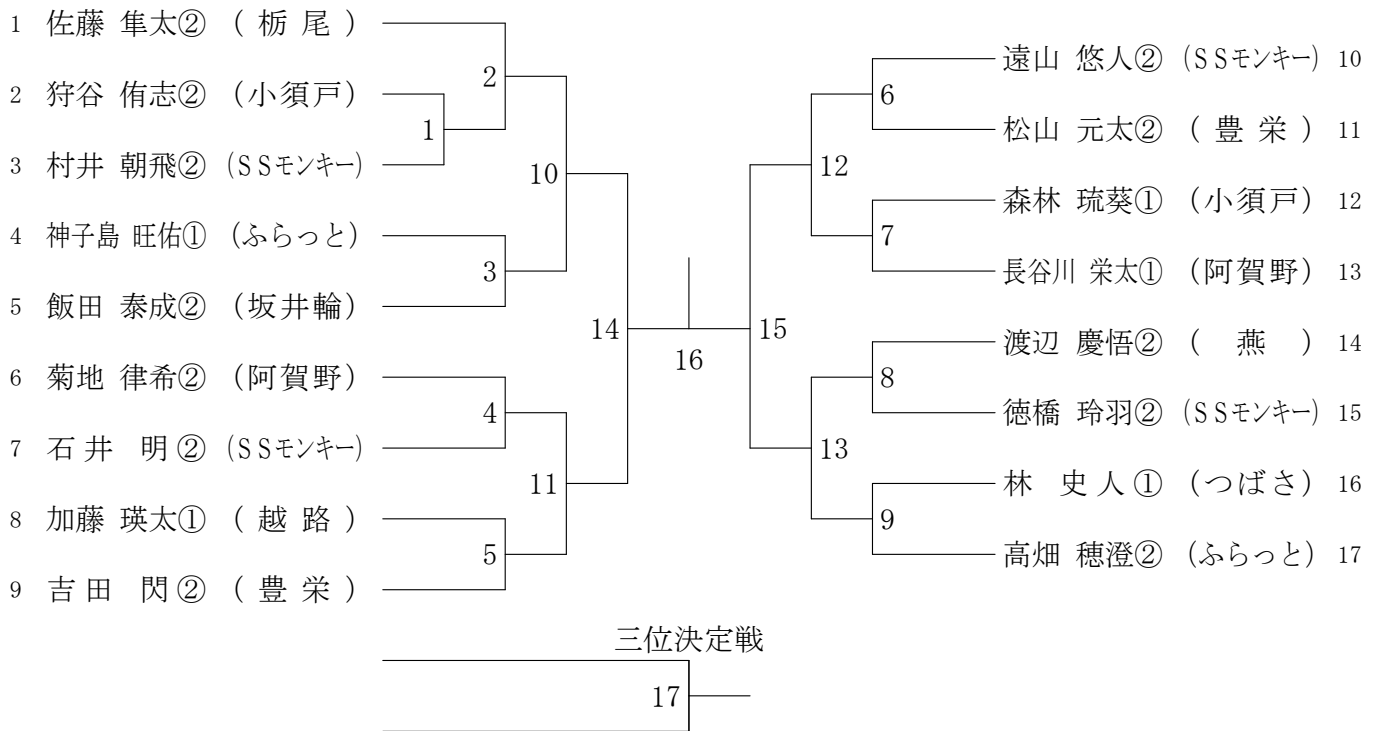 1 佐藤 隼太② (栃尾)
2 狩谷 侑志② (小須戸)
3 村井 朝飛② (SSモンキー)
4 神子島 旺佑① (ふらっと)
5 飯田 泰成② (坂井輪)
6 菊地 律希② (阿賀野)
7 石井 明② (SSモンキー)
8 加藤 瑛太① (越路)
9 吉田 閃② (豊栄)
1
2
3
4
5
10
11
14
16
15
12
13
6
7
8
9
遠山 悠人② (SSモンキー) 10
松山 元太② (豊栄) 11
森林 琉葵① (小須戸) 12
長谷川 栄太① (阿賀野) 13
渡辺 慶悟② (燕) 14
徳橋 玲羽② (SSモンキー) 15
林 史人① (つばさ) 16
高畑 穂澄② (ふらっと) 17
三位決定戦
17